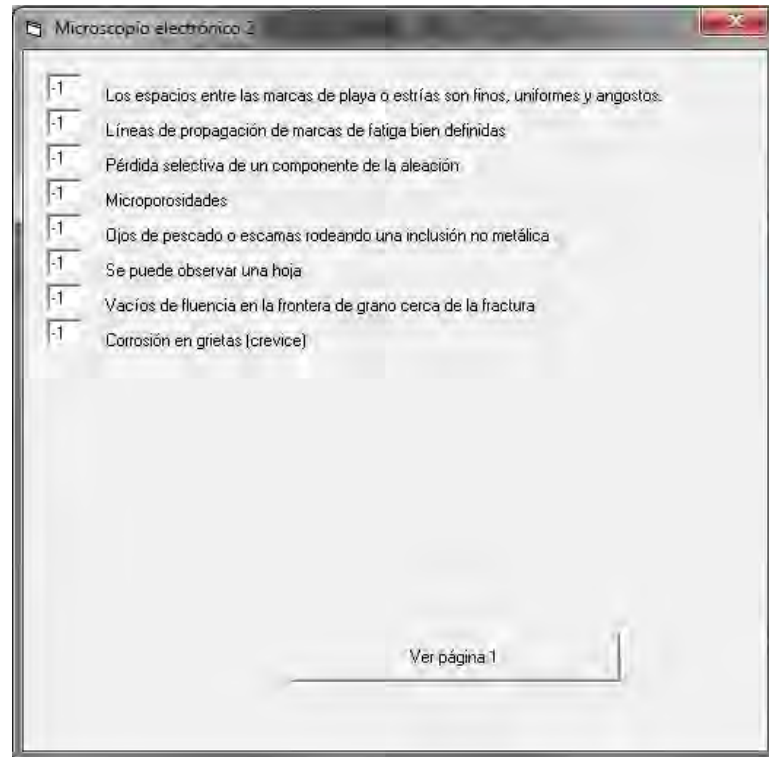 Microscopio electrónico 2
-1 Los espacios entre las marcas de playa o estrías son finos, uniformes y angostos.
-1 Líneas de propagación de marcas de fatiga bien definidas
-1 Pérdida selectiva de un componente de la aleación
-1 Microporosidades
-1 Ojos de pescado o escamas rodeando una inclusión no metálica
-1 Se puede observar una hoja
-1 Vacíos de fluencia en la frontera de grano cerca de la fractura
-1 Corrosión en grietas (crevice)
Ver página 1